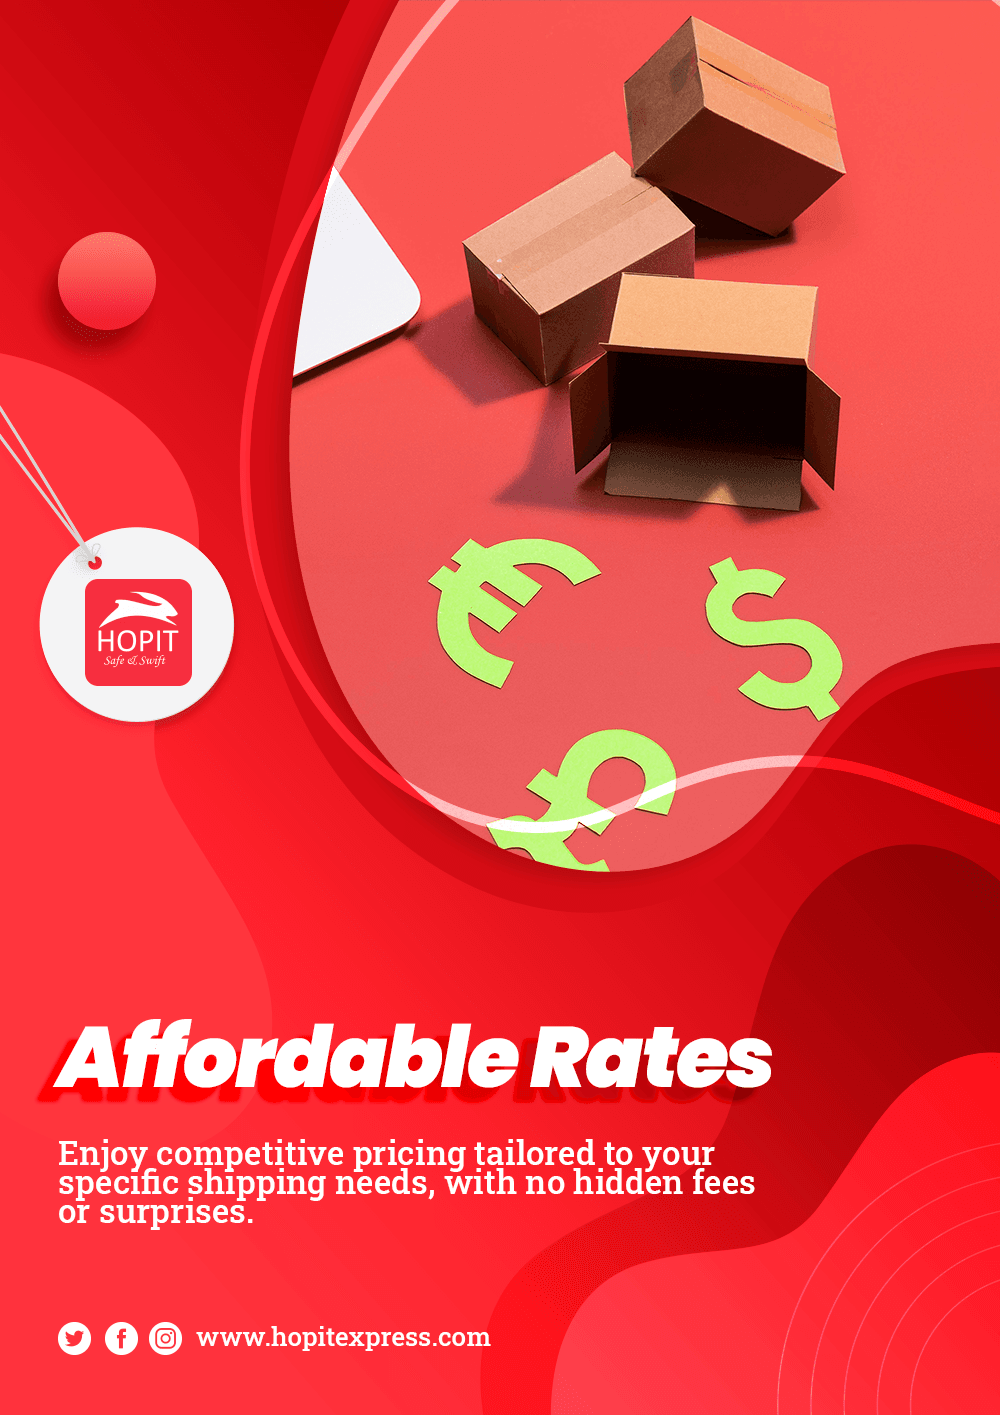 HOPIT
Safe & Swift
Affordable Rates
Enjoy competitive pricing tailored to your
specific shipping needs, with no hidden fees
or surprises.
www.hopitexpress.com